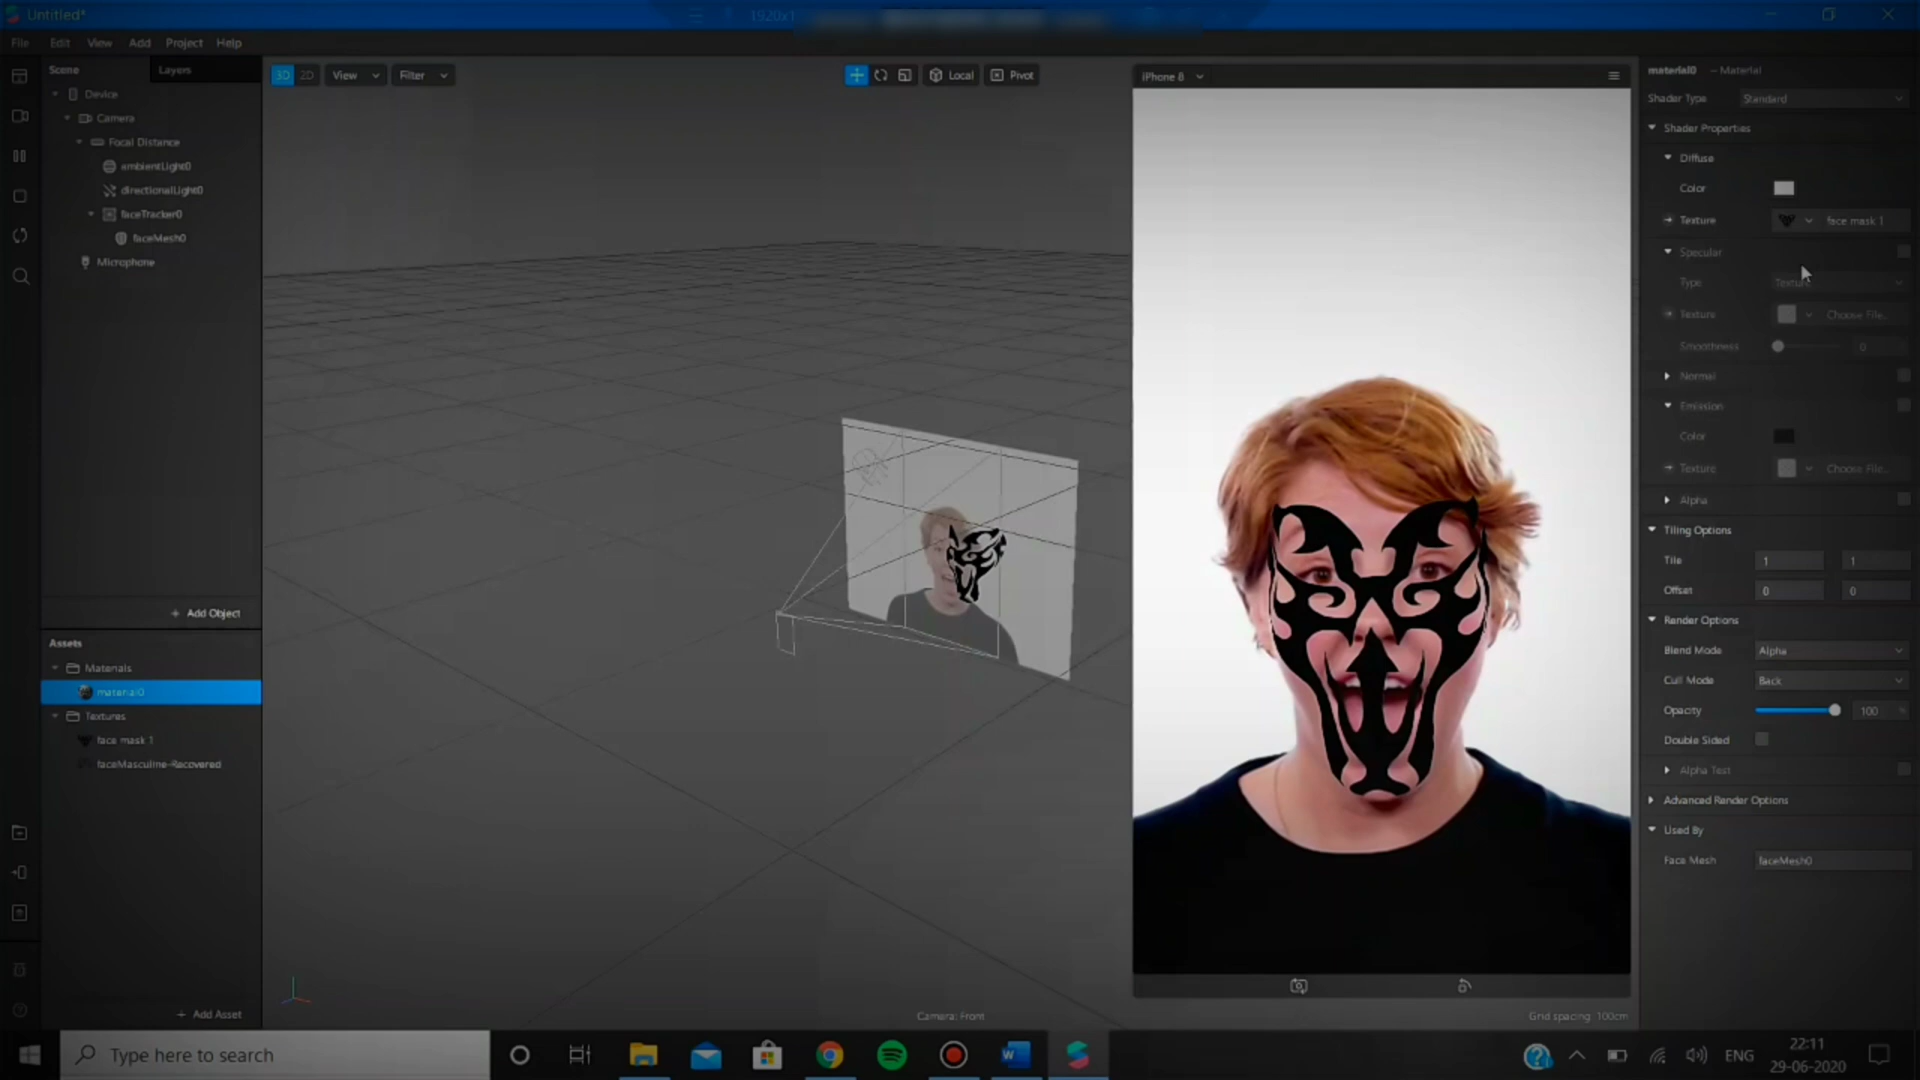 Untitled*
1920x1
File Edit View Add Project Help
Scene Layers
Device
Camera
Focal Distance
ambientLight0
directionalLight0
faceTracker0
faceMesh0
Microphone
+ Add Object
Assets
Materials
material0
Textures
face mask 1
faceMasculine-Recovered
+ Add Asset
3D 2D View Filter
Local Pivot
iPhone 8
Camera: Front
Grid spacing: 100cm
material0 – Material
Shader Type Standard
Shader Properties
Diffuse
Color
Texture face mask 1
Specular
Type Texture
Texture Choose File...
Smoothness 0
Normal
Emission
Color
Texture Choose File...
Alpha
Tiling Options
Tile 1 1
Offset 0 0
Render Options
Blend Mode Alpha
Cull Mode Back
Opacity 100 %
Double Sided
Alpha Test
Advanced Render Options
Used By
Face Mesh faceMesh0
Type here to search
ENG
22:11
29-06-2020